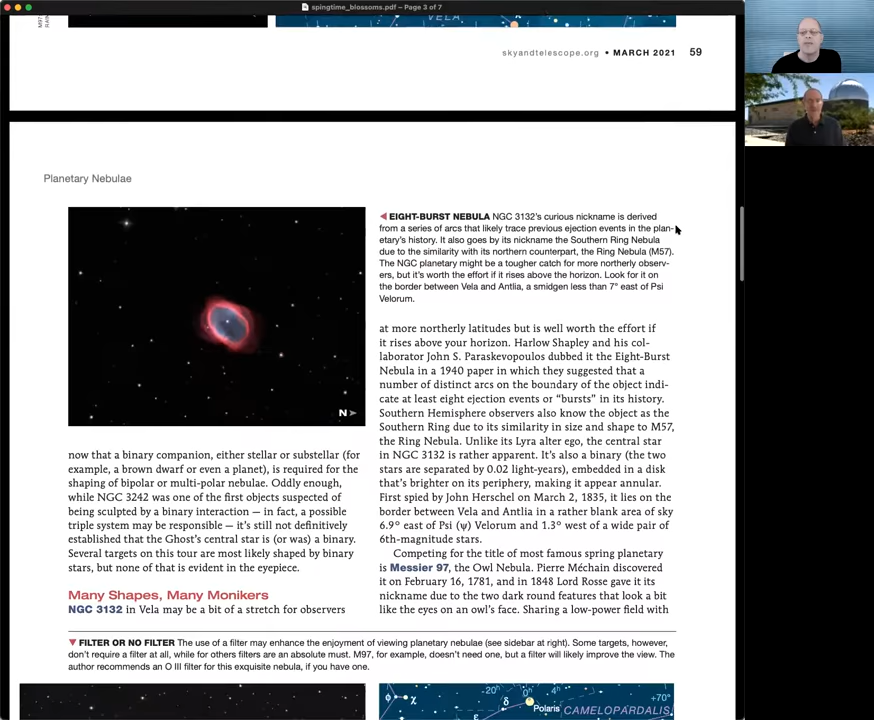 spingtime_blossoms.pdf – Page 3 of 7
VELA
skyandtelescope.org • MARCH 2021 59
Planetary Nebulae
N
◀ EIGHT-BURST NEBULA NGC 3132's curious nickname is derived
from a series of arcs that likely trace previous ejection events in the plan-
etary's history. It also goes by its nickname the Southern Ring Nebula
due to the similarity with its northern counterpart, the Ring Nebula (M57).
The NGC planetary might be a tougher catch for more northerly observ-
ers, but it's worth the effort if it rises above the horizon. Look for it on
the border between Vela and Antlia, a smidgen less than 7° east of Psi
Velorum.
now that a binary companion, either stellar or substellar (for
example, a brown dwarf or even a planet), is required for the
shaping of bipolar or multi-polar nebulae. Oddly enough,
while NGC 3242 was one of the first objects suspected of
being sculpted by a binary interaction — in fact, a possible
triple system may be responsible — it's still not definitively
established that the Ghost's central star is (or was) a binary.
Several targets on this tour are most likely shaped by binary
stars, but none of that is evident in the eyepiece.
Many Shapes, Many Monikers
NGC 3132 in Vela may be a bit of a stretch for observers
at more northerly latitudes but is well worth the effort if
it rises above your horizon. Harlow Shapley and his col-
laborator John S. Paraskevopoulos dubbed it the Eight-Burst
Nebula in a 1940 paper in which they suggested that a
number of distinct arcs on the boundary of the object indi-
cate at least eight ejection events or “bursts” in its history.
Southern Hemisphere observers also know the object as the
Southern Ring due to its similarity in size and shape to M57,
the Ring Nebula. Unlike its Lyra alter ego, the central star
in NGC 3132 is rather apparent. It's also a binary (the two
stars are separated by 0.02 light-years), embedded in a disk
that's brighter on its periphery, making it appear annular.
First spied by John Herschel on March 2, 1835, it lies on the
border between Vela and Antlia in a rather blank area of sky
6.9° east of Psi (ψ) Velorum and 1.3° west of a wide pair of
6th-magnitude stars.
Competing for the title of most famous spring planetary
is Messier 97, the Owl Nebula. Pierre Méchain discovered
it on February 16, 1781, and in 1848 Lord Rosse gave it its
nickname due to the two dark round features that look a bit
like the eyes on an owl's face. Sharing a low-power field with
▼ FILTER OR NO FILTER The use of a filter may enhance the enjoyment of viewing planetary nebulae (see sidebar at right). Some targets, however,
don't require a filter at all, while for others filters are an absolute must. M97, for example, doesn't need one, but a filter will likely improve the view. The
author recommends an O III filter for this exquisite nebula, if you have one.
χ δ ε -20° 0h 4h +70°
Polaris CAMELOPARDALIS